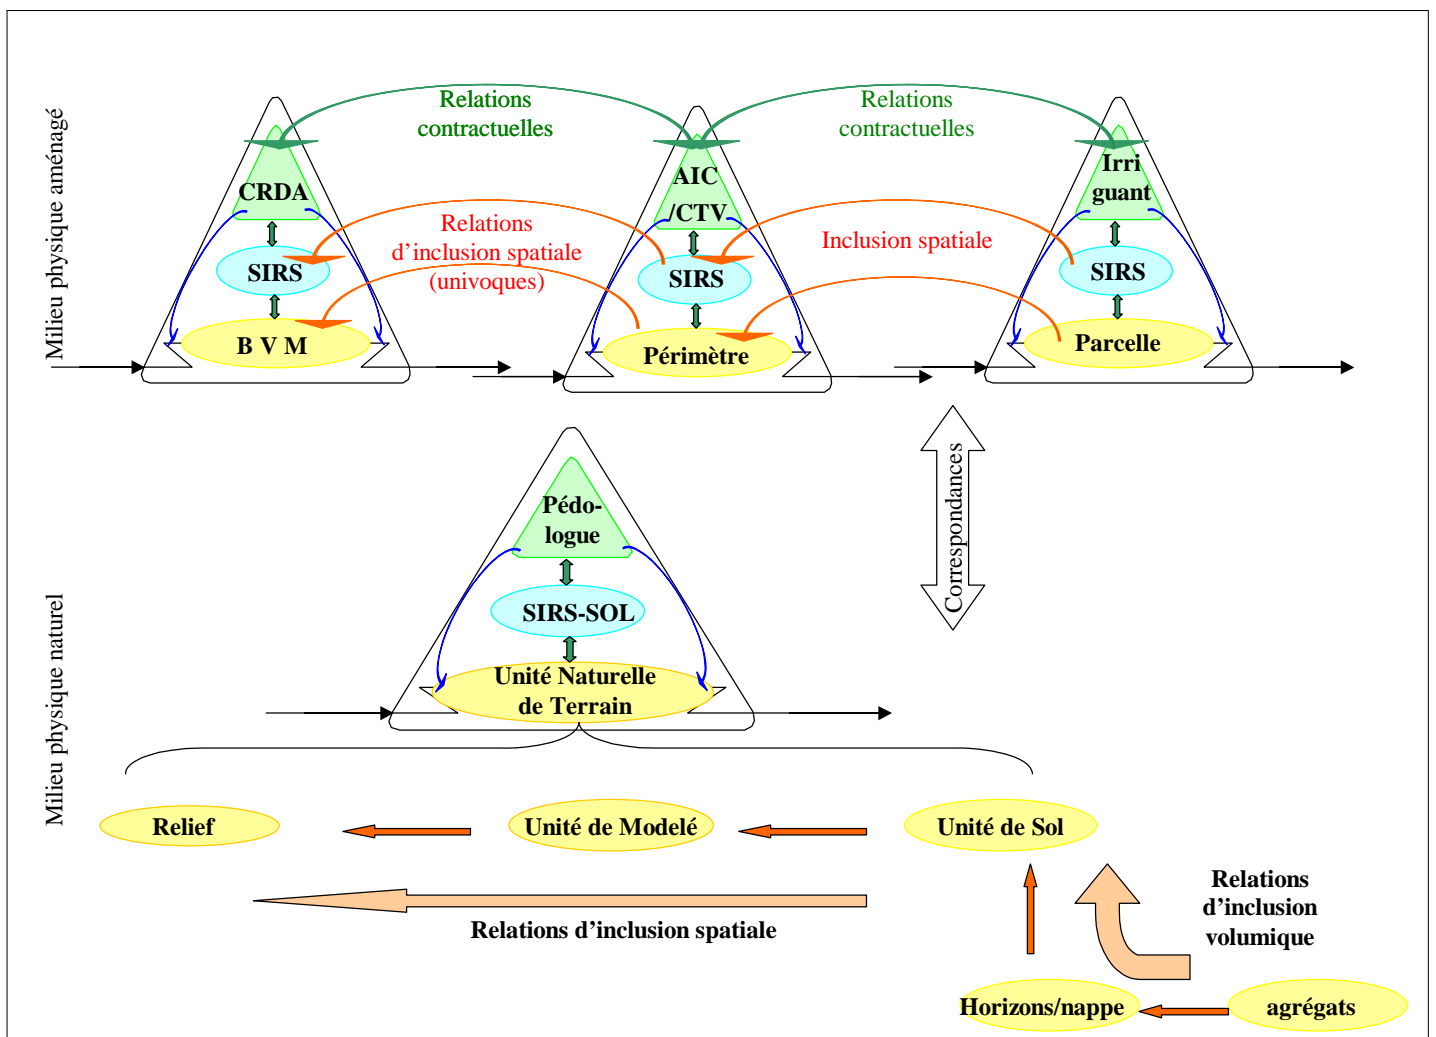 Milieu physique aménagé
Relations
contractuelles
Relations
contractuelles
CRDA
SIRS
B V M
Relations
d’inclusion spatiale
(univoques)
AIC
/CTV
SIRS
Périmètre
Inclusion spatiale
Irri
guant
SIRS
Parcelle
Correspondances
Milieu physique naturel
Pédo-
logue
SIRS-SOL
Unité Naturelle
de Terrain
Relief
Unité de Modelé
Unité de Sol
Relations d’inclusion spatiale
Relations
d’inclusion
volumique
Horizons/nappe
agrégats